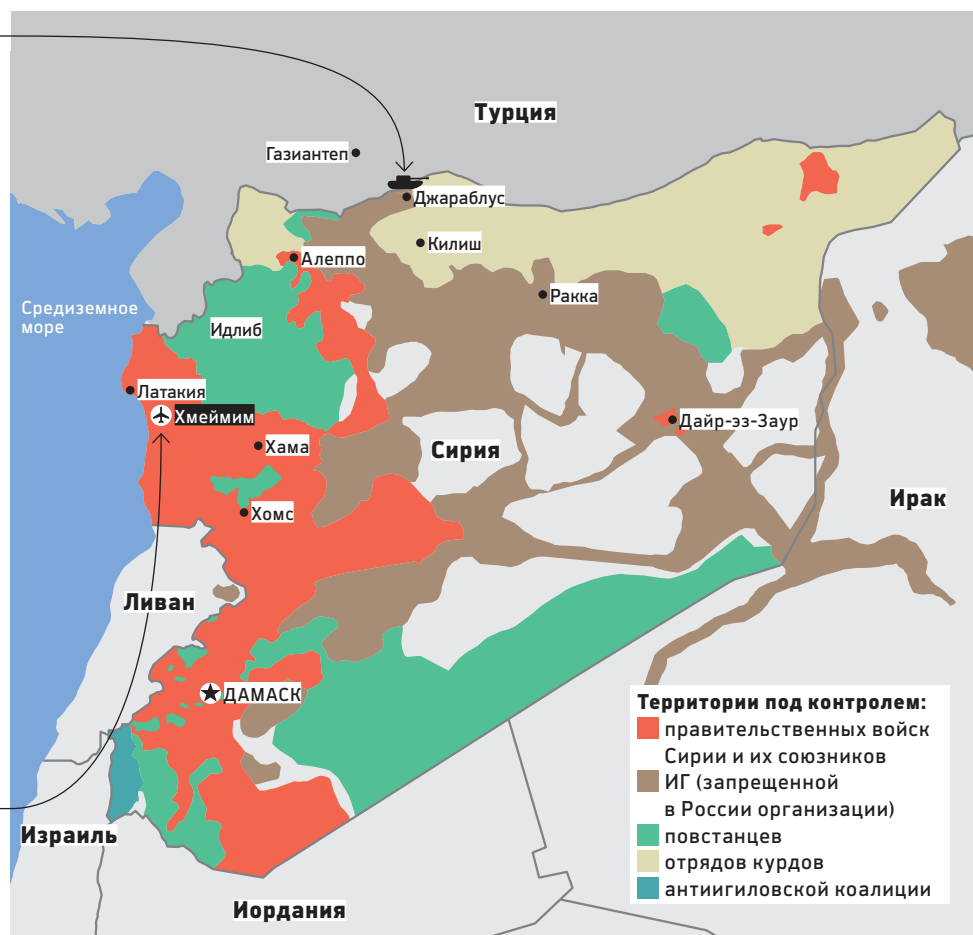 Турция
Газиантеп
Джараблус
Килиш
Алеппо
Ракка
Средиземное
море
Идлиб
Латакия
Хмеймим
Дайр-эз-Заур
Хама
Сирия
Ирак
Хомс
Ливан
ДАМАСК
Территории под контролем:
правительственных войск
Сирии и их союзников
ИГ (запрещенной
в России организации)
повстанцев
отрядов курдов
антиигиловской коалиции
Израиль
Иордания